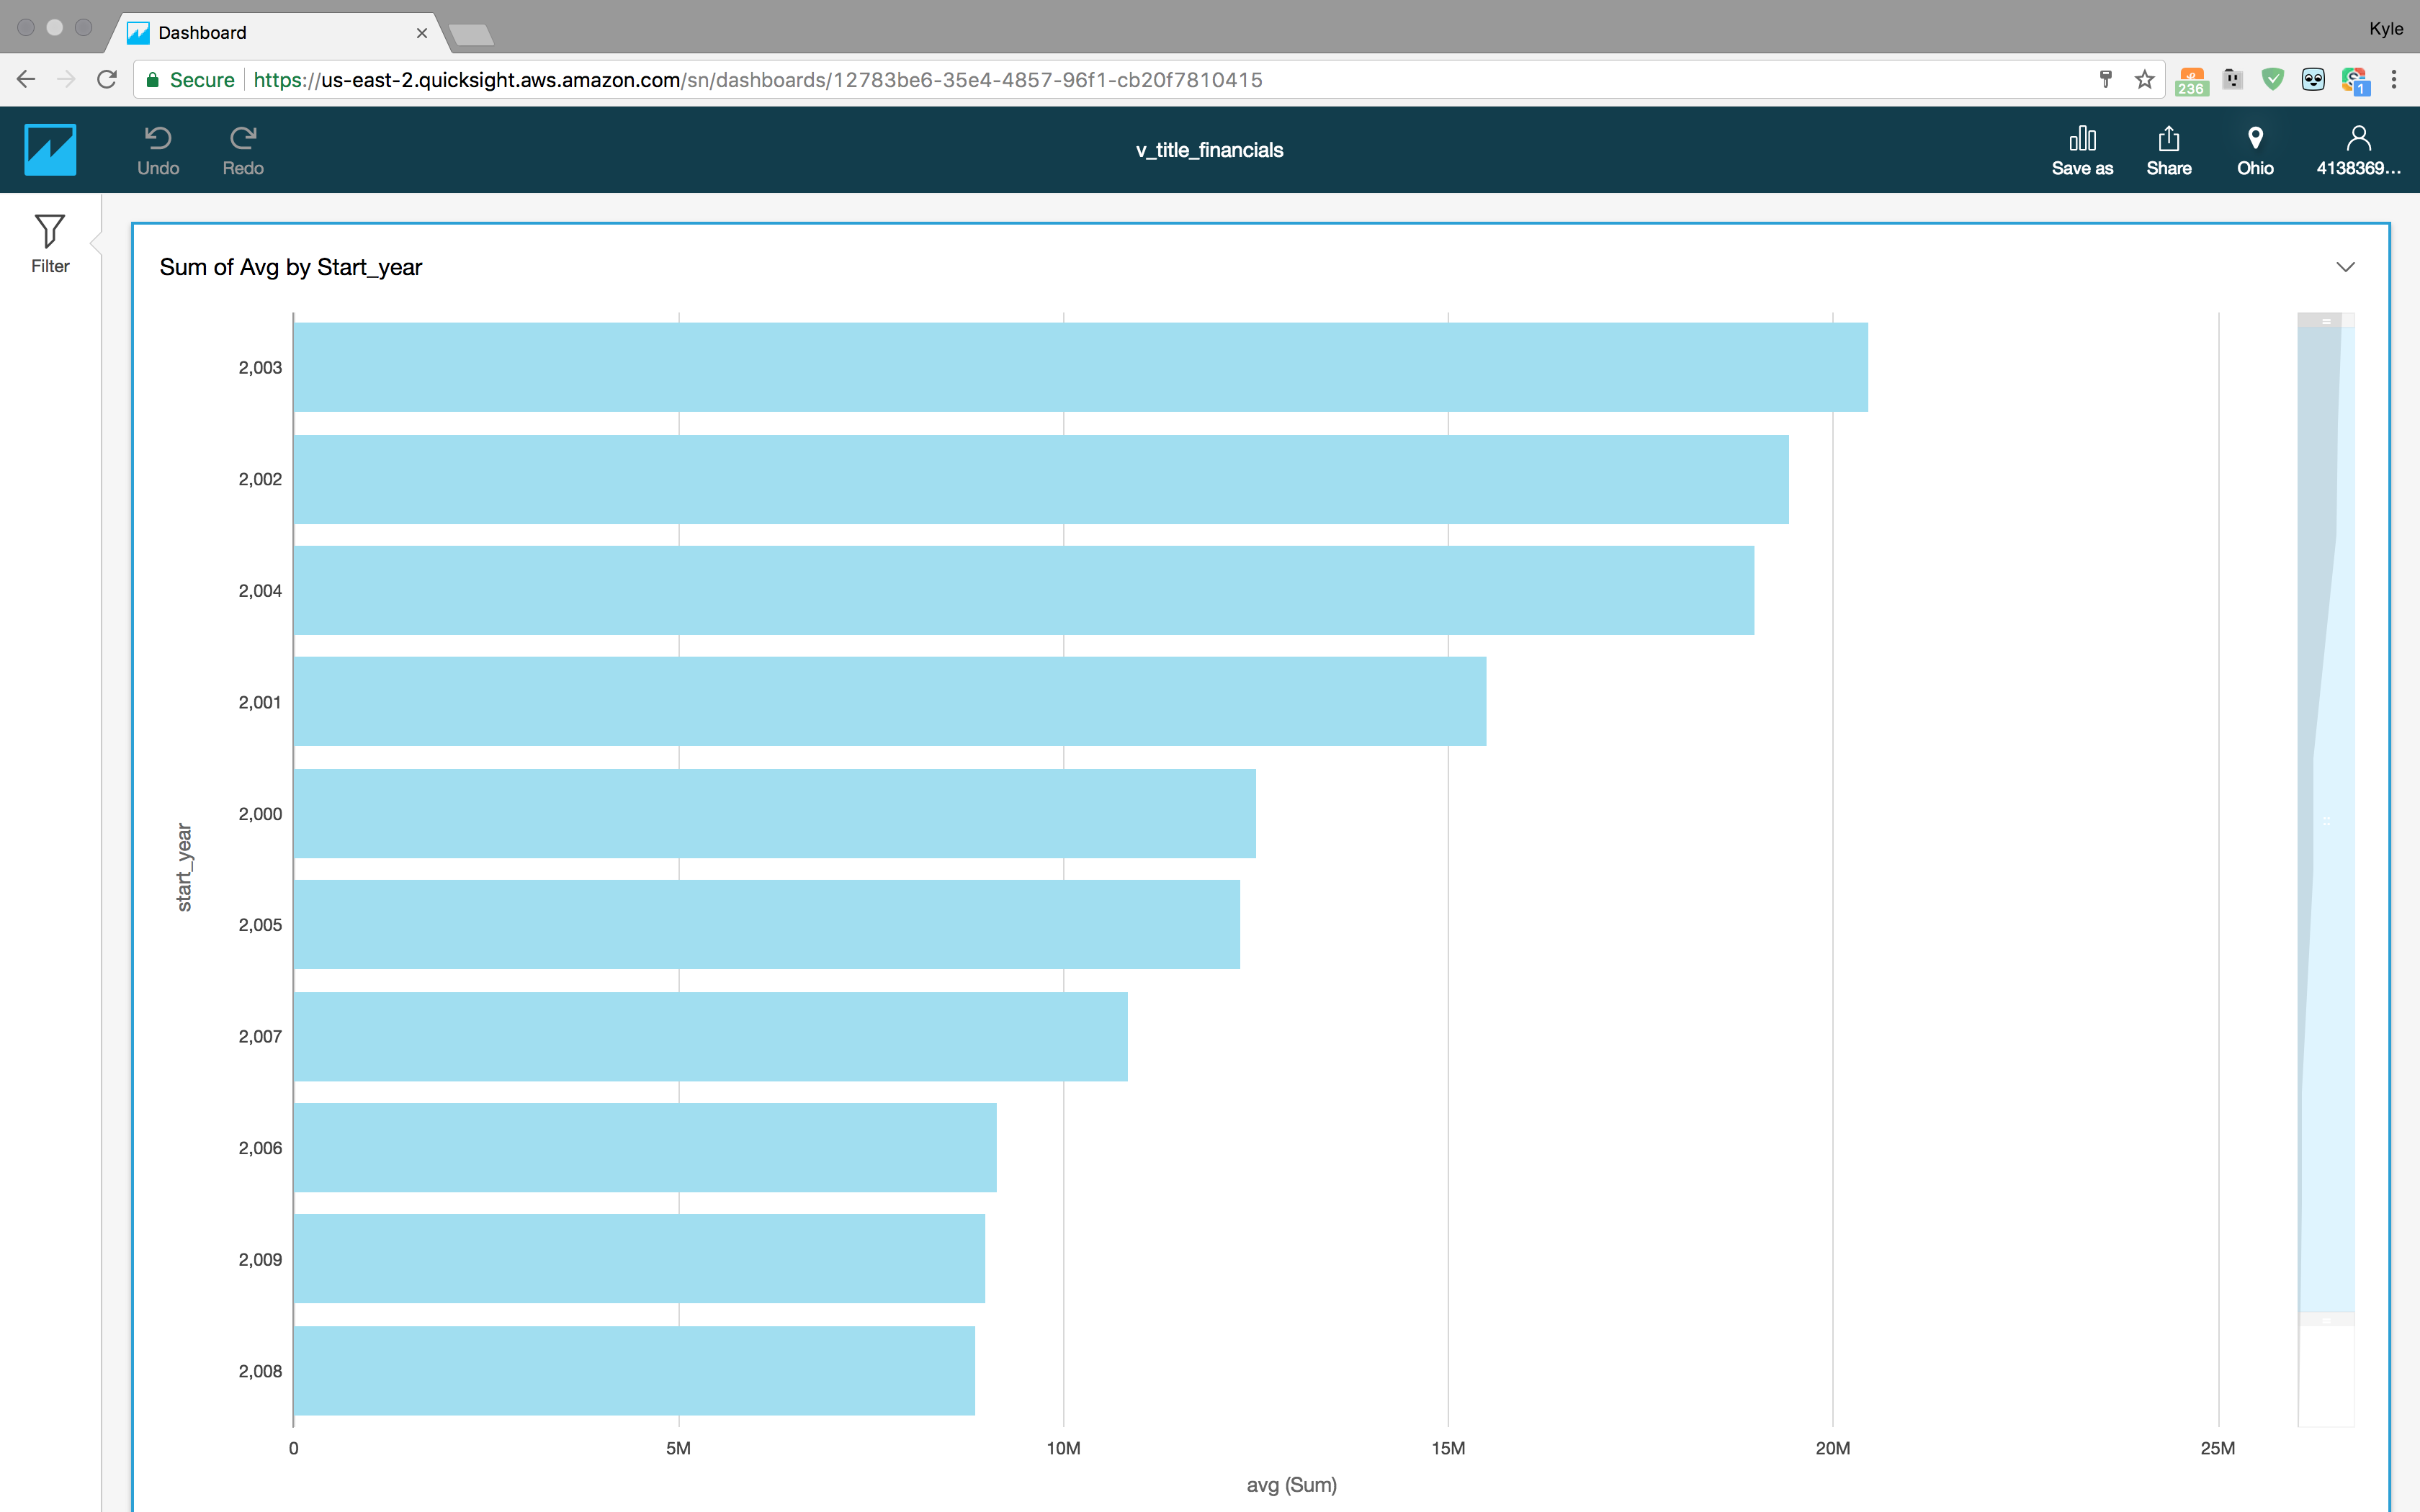 Dashboard
Kyle
Secure https://us-east-2.quicksight.aws.amazon.com/sn/dashboards/12783be6-35e4-4857-96f1-cb20f7810415
236
1
Undo
Redo
v_title_financials
Save as
Share
Ohio
4138369...
Filter
Sum of Avg by Start_year
start_year
2,003
2,002
2,004
2,001
2,000
2,005
2,007
2,006
2,009
2,008
0 5M 10M 15M 20M 25M
avg (Sum)